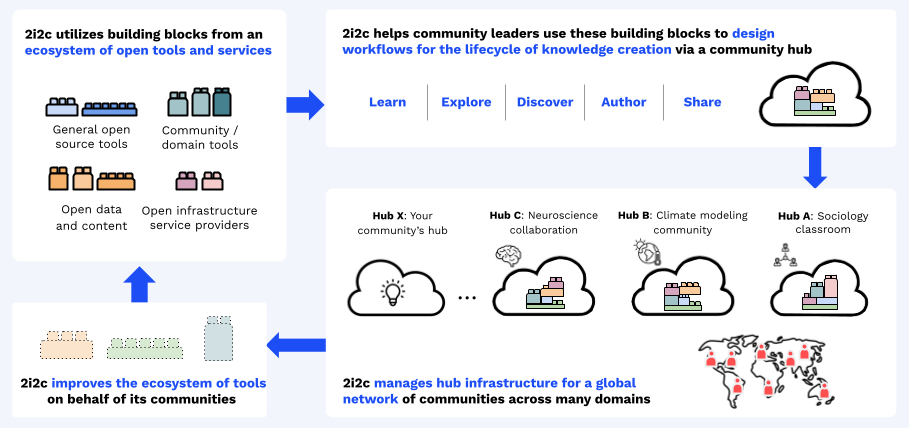 2i2c utilizes building blocks from an
ecosystem of open tools and services
General open
source tools
Community /
domain tools
Open data
and content
Open infrastructure
service providers
2i2c helps community leaders use these building blocks to design
workflows for the lifecycle of knowledge creation via a community hub
Learn
Explore
Discover
Author
Share
Hub X: Your
community's hub
...
Hub C: Neuroscience
collaboration
Hub B: Climate modeling
community
Hub A: Sociology
classroom
2i2c manages hub infrastructure for a global
network of communities across many domains
2i2c improves the ecosystem of tools
on behalf of its communities